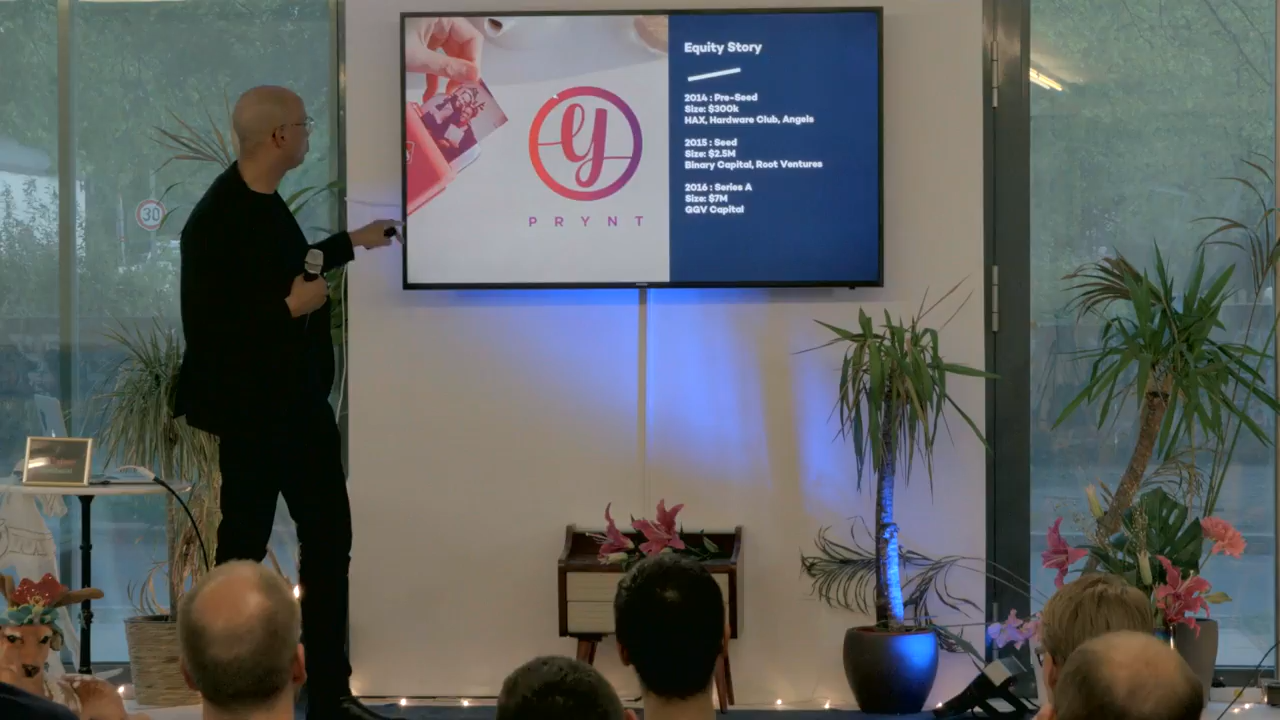 Equity Story
2014 : Pre-Seed
Size: $300k
HAX, Hardware Club, Angels
2015 : Seed
Size: $2.5M
Binary Capital, Root Ventures
2016 : Series A
Size: $7M
GGV Capital
y
PRYNT
30